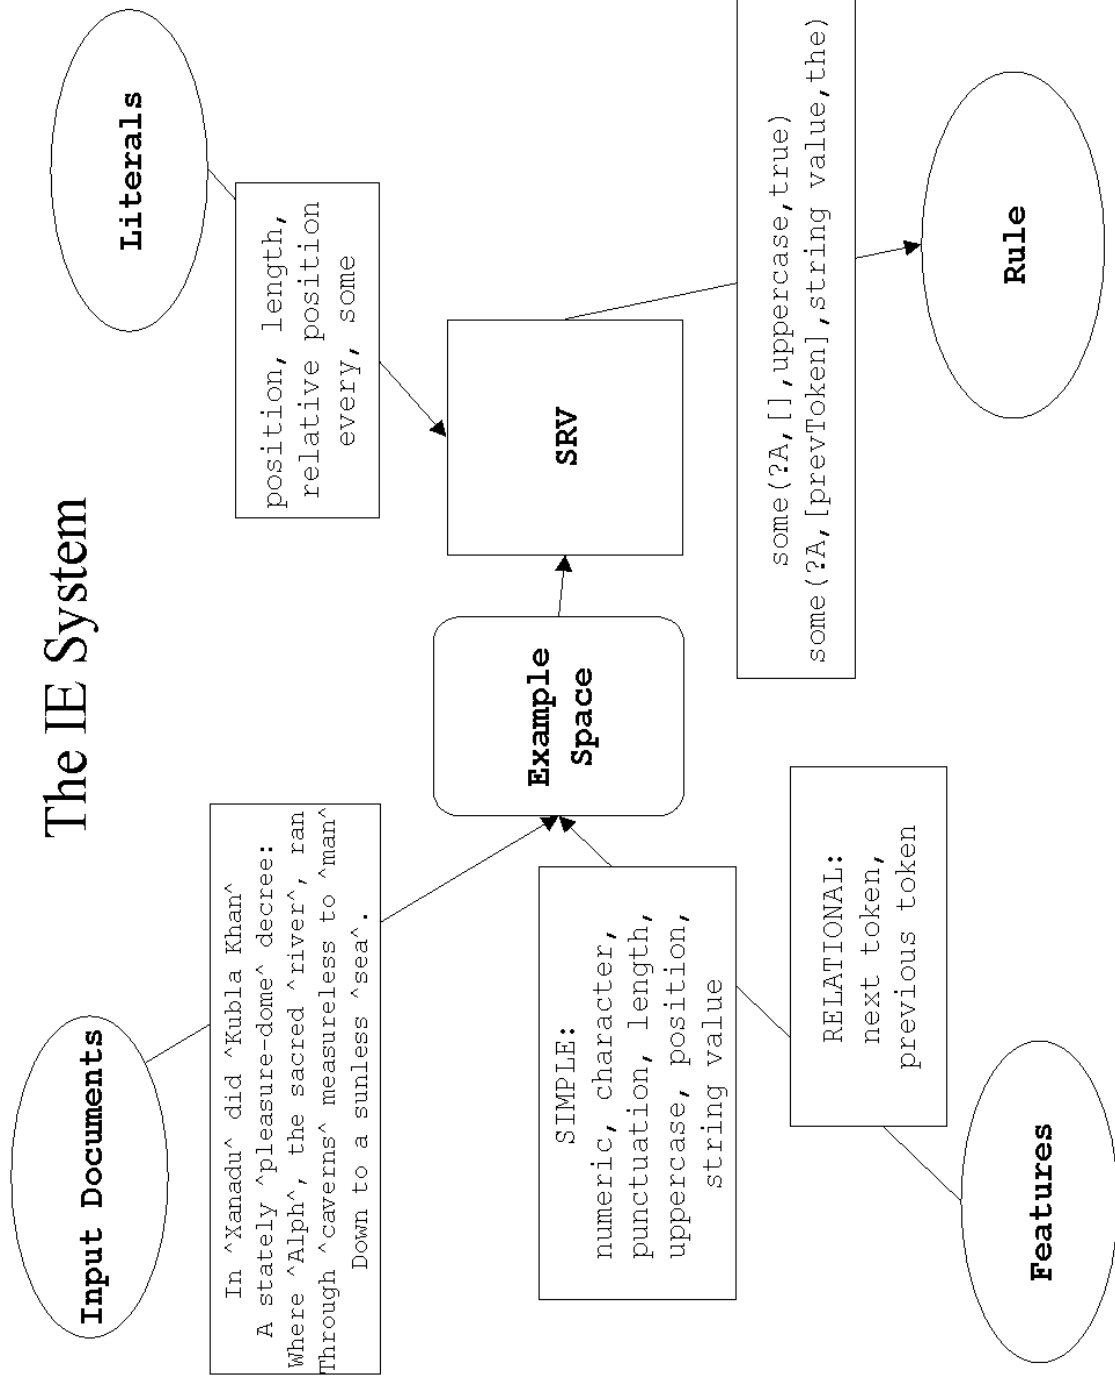 The IE System
Input Documents
In ^Xanadu^ did ^Kubla Khan^
A stately ^pleasure-dome^ decree:
Where ^Alph^, the sacred ^river^, ran
Through ^caverns^ measureless to ^man^
Down to a sunless ^sea^.
Literals
position, length,
relative position
every, some
Example
Space
SRV
SIMPLE:
numeric, character,
punctuation, length,
uppercase, position,
string value
RELATIONAL:
next token,
previous token
Features
some(?A,[],uppercase,true)
some(?A,[prevToken],string value,the)
Rule